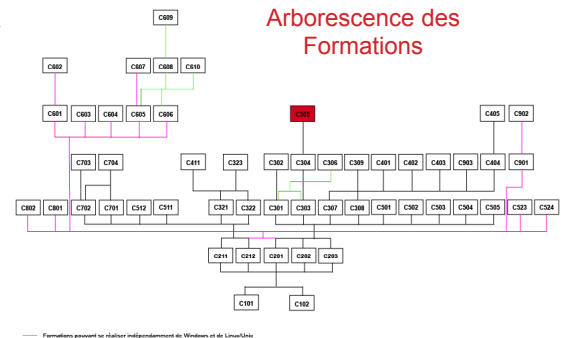 Arborescence des
Formations
C609
C602 C607 C608 C610
C601 C603 C604 C605 C606 C405 C902
C703 C704 C411 C323 C302 C304 C306 C309 C401 C402 C403 C903 C404 C901
C802 C801 C702 C701 C512 C511 C321 C322 C301 C303 C307 C308 C501 C502 C503 C504 C505 C523 C524
C211 C212 C201 C202 C203
C101 C102
Formations pouvant se réaliser indépendamment de Windows et de Linux/Unix